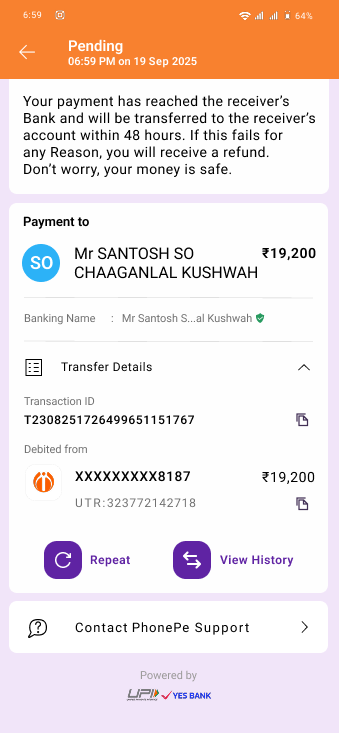 6:59
64%
Pending
06:59 PM on 19 Sep 2025
Your payment has reached the receiver's
Bank and will be transferred to the receiver's
account within 48 hours. If this fails for
any Reason, you will receive a refund.
Don't worry, your money is safe.
Payment to
SO
Mr SANTOSH SO
CHAAGANLAL KUSHWAH
₹19,200
Banking Name : Mr Santosh S...al Kushwah
Transfer Details
Transaction ID
T2308251726499651151767
Debited from
XXXXXXXXX8187
₹19,200
UTR:323772142718
Repeat
View History
Contact PhonePe Support
Powered by
UPI YES BANK